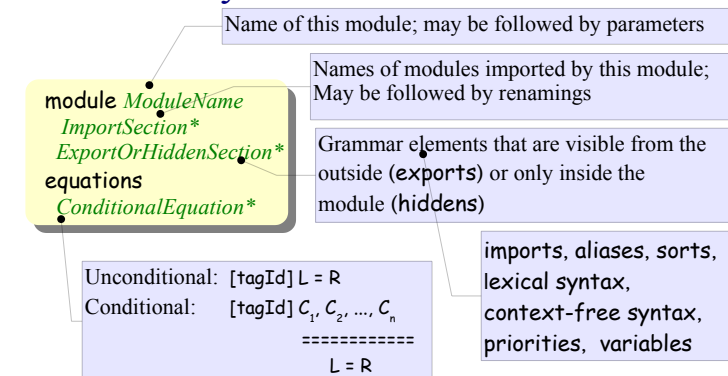 Name of this module; may be followed by parameters
Names of modules imported by this module;
May be followed by renamings
module ModuleName
ImportSection*
ExportOrHiddenSection*
equations
ConditionalEquation*
Grammar elements that are visible from the
outside (exports) or only inside the
module (hiddens)
imports, aliases, sorts,
lexical syntax,
context-free syntax,
priorities, variables
Unconditional: [tagId] L = R
Conditional: [tagId] C1, C2, ..., Cn
============
L = R